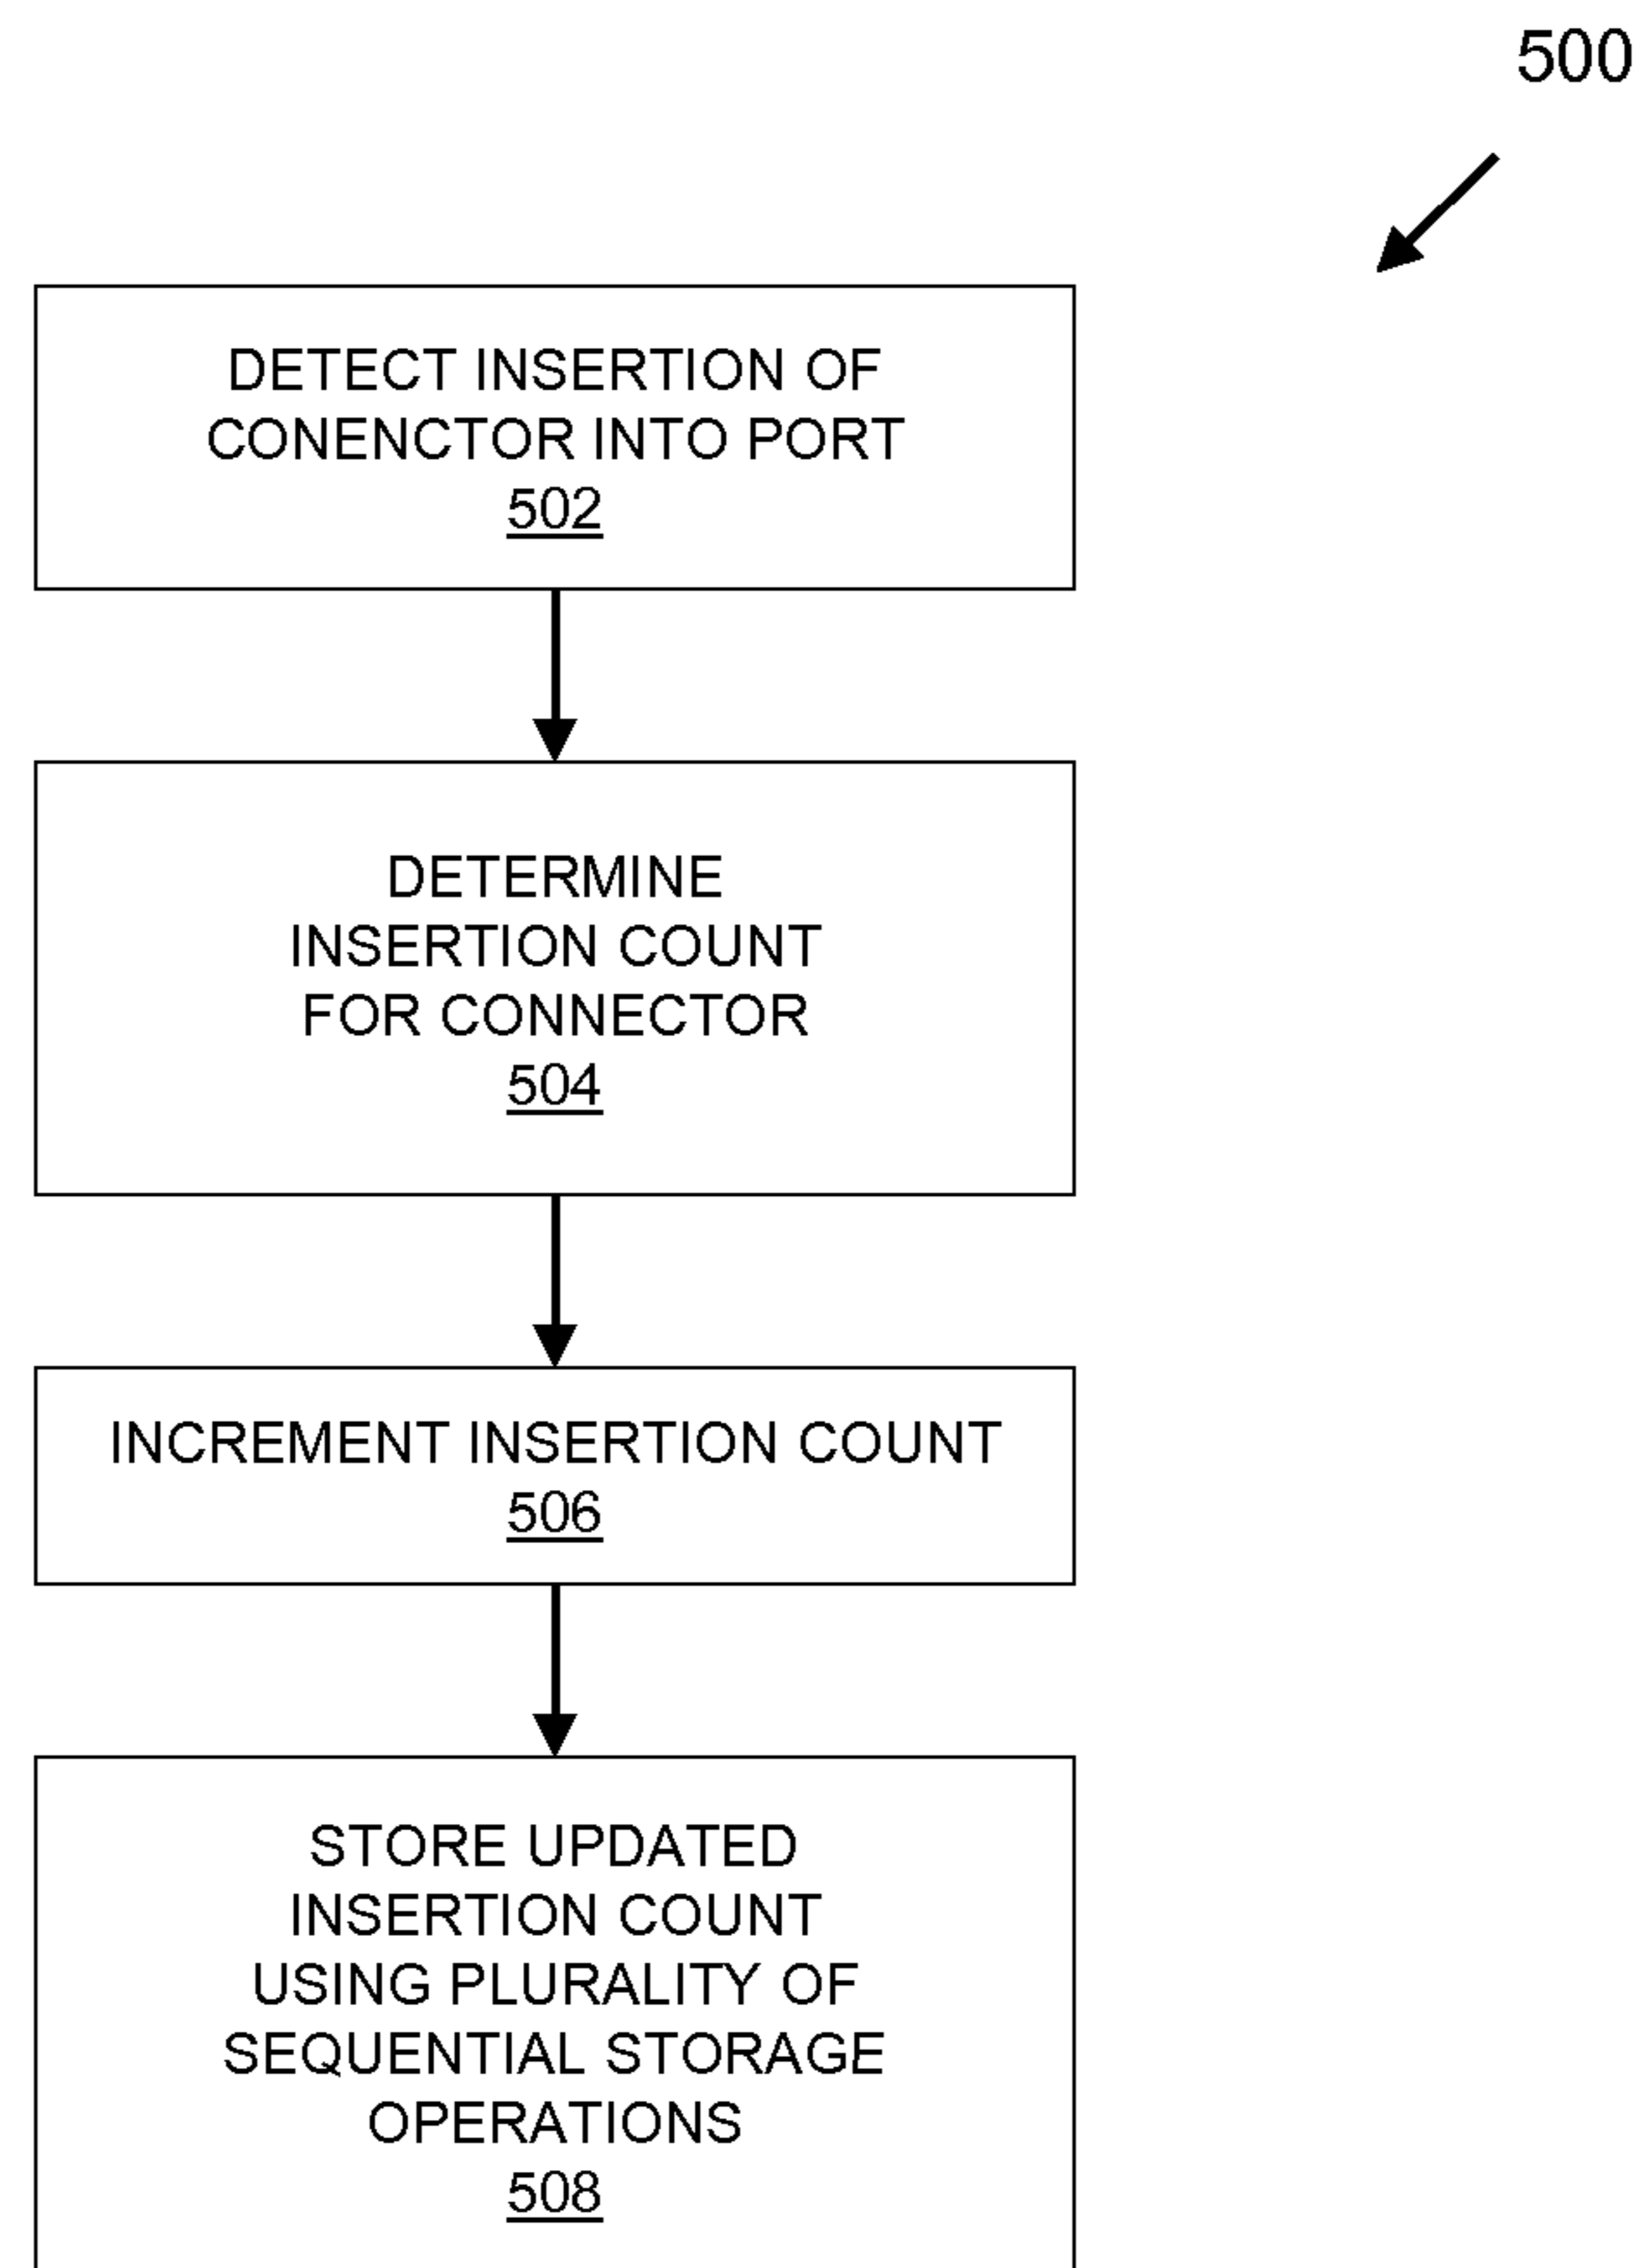 500
DETECT INSERTION OF
CONENCTOR INTO PORT
502
DETERMINE
INSERTION COUNT
FOR CONNECTOR
504
INCREMENT INSERTION COUNT
506
STORE UPDATED
INSERTION COUNT
USING PLURALITY OF
SEQUENTIAL STORAGE
OPERATIONS
508